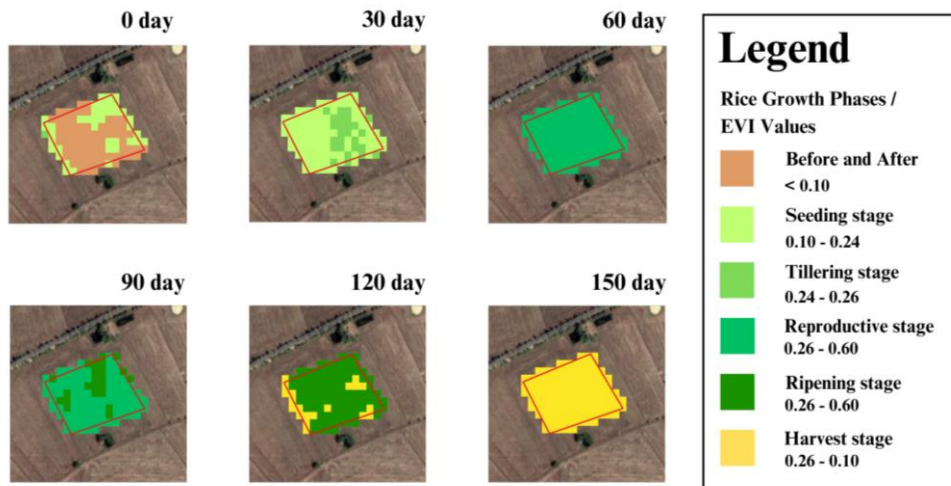 0 day
30 day
60 day
90 day
120 day
150 day
Legend
Rice Growth Phases /
EVI Values
Before and After
< 0.10
Seeding stage
0.10 - 0.24
Tillering stage
0.24 - 0.26
Reproductive stage
0.26 - 0.60
Ripening stage
0.26 - 0.60
Harvest stage
0.26 - 0.10